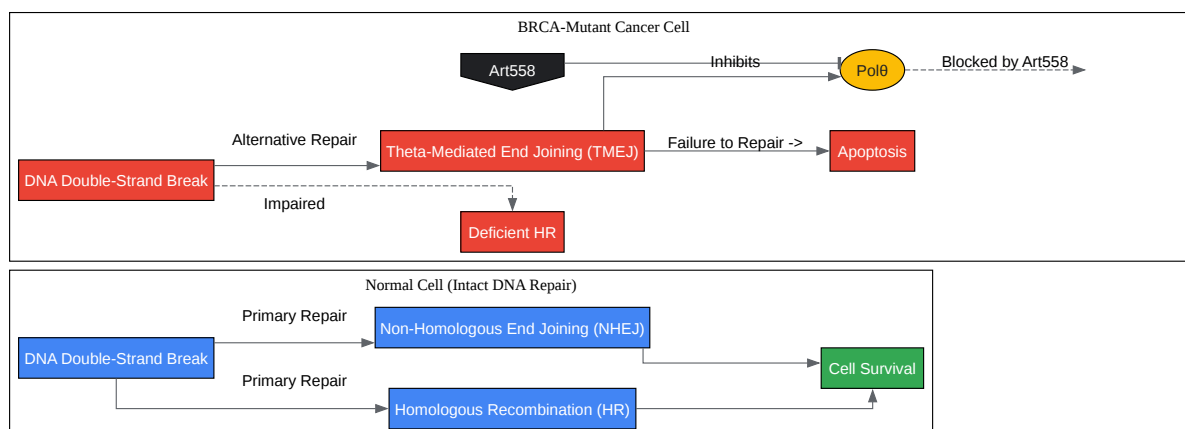 BRCA-Mutant Cancer Cell
Art558
Inhibits
Polθ
Blocked by Art558
Alternative Repair
Theta-Mediated End Joining (TMEJ)
Failure to Repair ->
Apoptosis
DNA Double-Strand Break
Impaired
Deficient HR
Normal Cell (Intact DNA Repair)
Primary Repair
Non-Homologous End Joining (NHEJ)
DNA Double-Strand Break
Cell Survival
Primary Repair
Homologous Recombination (HR)